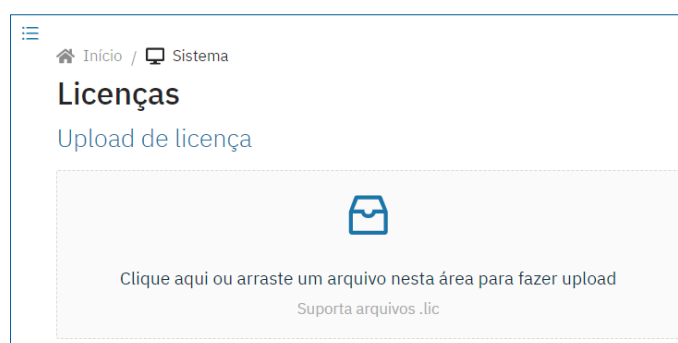 Início / Sistema
Licenças
Upload de licença
Clique aqui ou arraste um arquivo nesta área para fazer upload
Suporta arquivos .lic